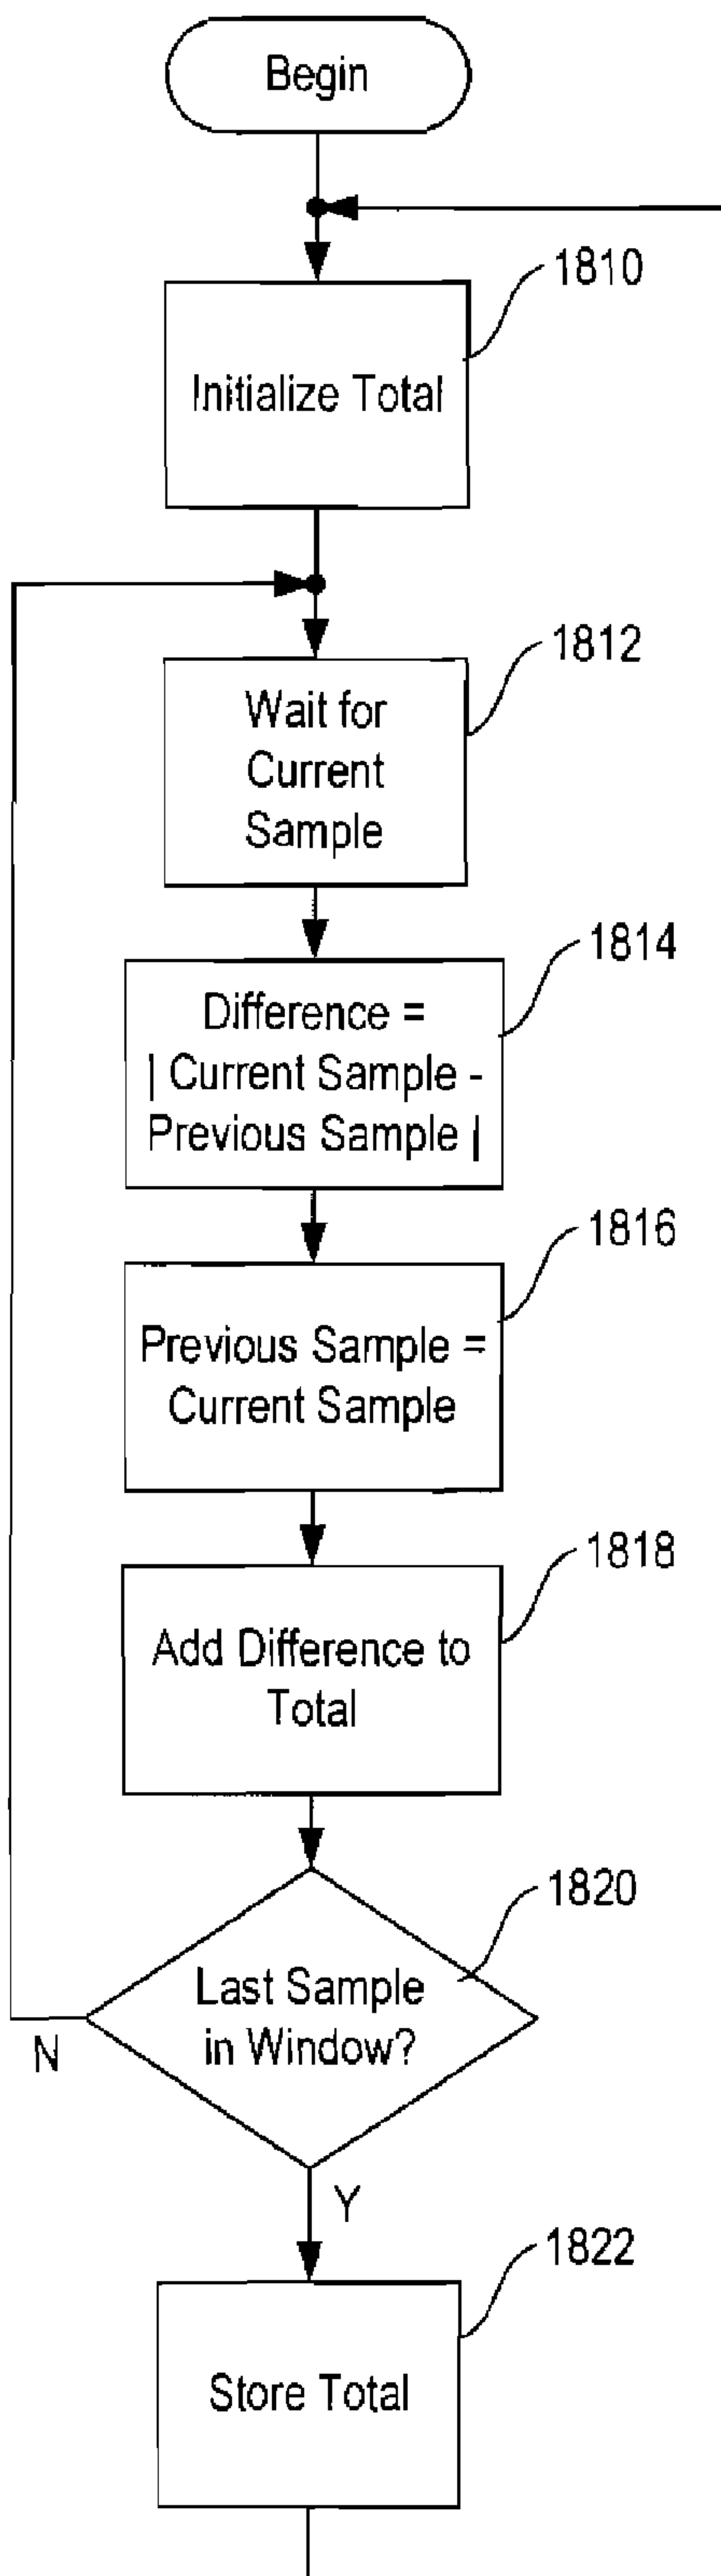 Begin
1810
Initialize Total
1812
Wait for
Current
Sample
1814
Difference =
| Current Sample -
Previous Sample |
1816
Previous Sample =
Current Sample
1818
Add Difference to
Total
1820
Last Sample
in Window?
N
Y
1822
Store Total